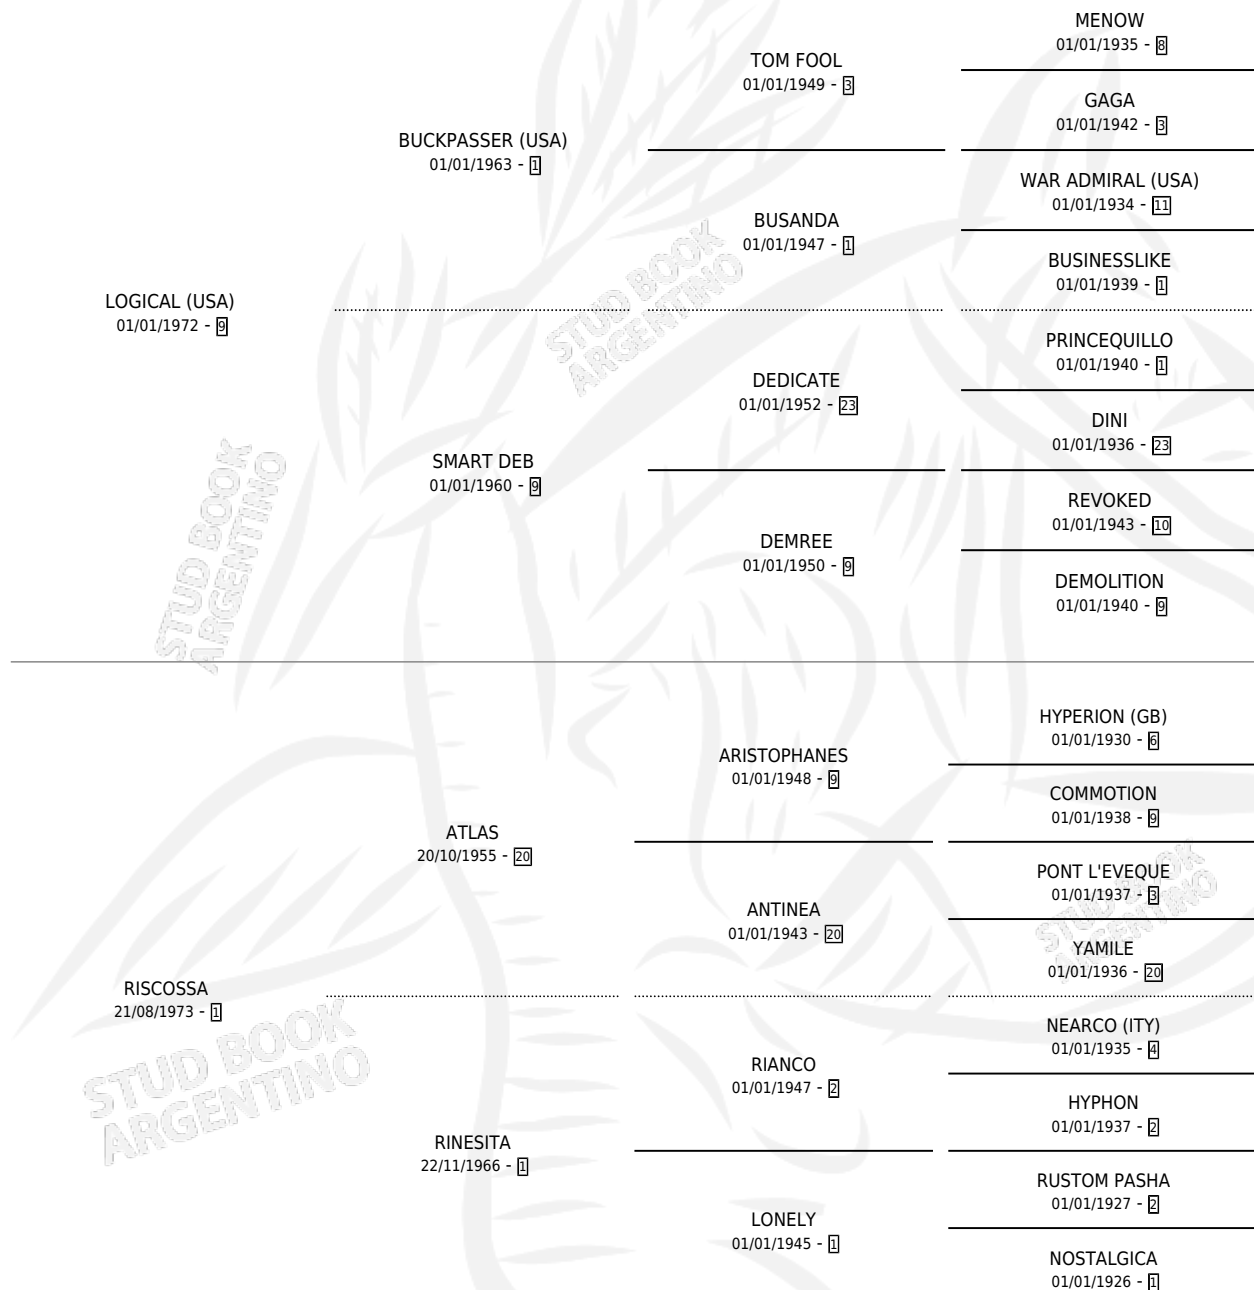 MENOW
01/01/1935 - 8
TOM FOOL
01/01/1949 - 3
GAGA
01/01/1942 - 3
BUCKPASSER (USA)
01/01/1963 - 1
WAR ADMIRAL (USA)
01/01/1934 - 11
BUSANDA
01/01/1947 - 1
BUSINESSLIKE
01/01/1939 - 1
LOGICAL (USA)
01/01/1972 - 9
PRINCEQUILLO
01/01/1940 - 1
DEDICATE
01/01/1952 - 23
DINI
01/01/1936 - 23
SMART DEB
01/01/1960 - 9
REVOKED
01/01/1943 - 10
DEMREE
01/01/1950 - 9
DEMOLITION
01/01/1940 - 9
HYPERION (GB)
01/01/1930 - 6
ARISTOPHANES
01/01/1948 - 9
COMMOTION
01/01/1938 - 9
ATLAS
20/10/1955 - 20
PONT L'EVEQUE
01/01/1937 - 3
ANTINEA
01/01/1943 - 20
YAMILE
01/01/1936 - 20
RISCOSSA
21/08/1973 - 1
NEARCO (ITY)
01/01/1935 - 4
RIANCO
01/01/1947 - 2
HYPHON
01/01/1937 - 2
RINESITA
22/11/1966 - 1
RUSTOM PASHA
01/01/1927 - 2
LONELY
01/01/1945 - 1
NOSTALGICA
01/01/1926 - 1
STUD BOOK
ARGENTINO
STUD BOOK
ARGENTINO
STUD BOOK
ARGENTINO
STUD BOOK
ARGENTINO